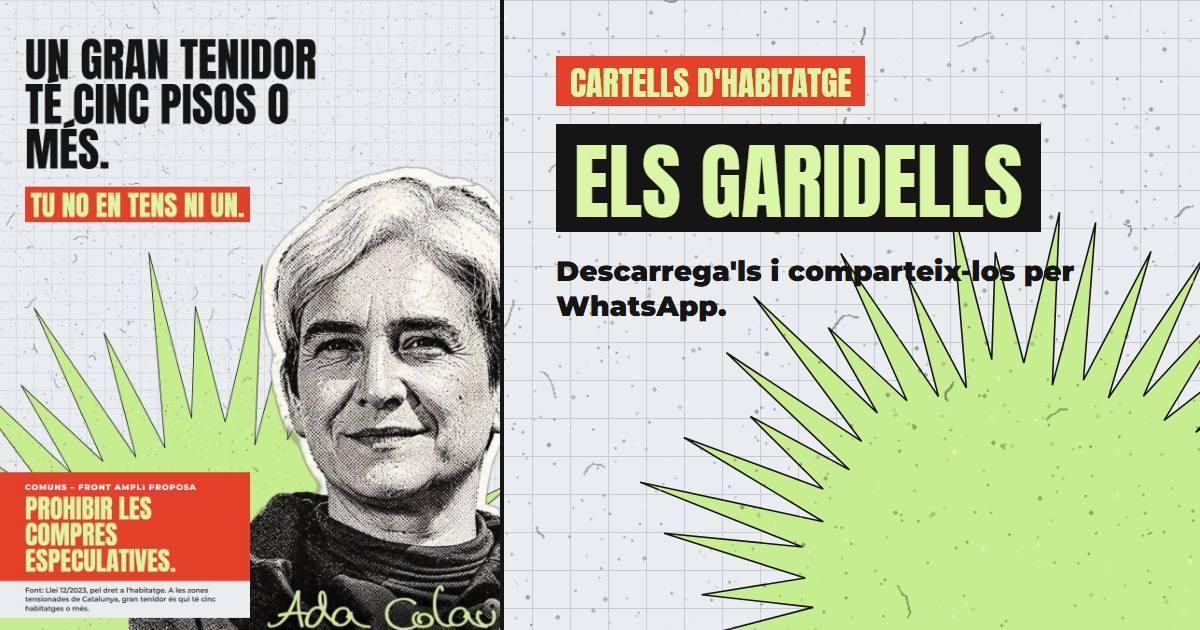 UN GRAN TENIDOR
TÉ CINC PISOS O
MÉS.
TU NO EN TENS NI UN.
COMUNS – FRONT AMPLI PROPOSA
PROHIBIR LES
COMPRES
ESPECULATIVES.
Font: Llei 12/2023, pel dret a l'habitatge. A les zones
tensionades de Catalunya, gran tenidor és qui té cinc
habitatges o més.
Ada Colau
CARTELLS D'HABITATGE
ELS GARIDELLS
Descarrega'ls i comparteix-los per
WhatsApp.